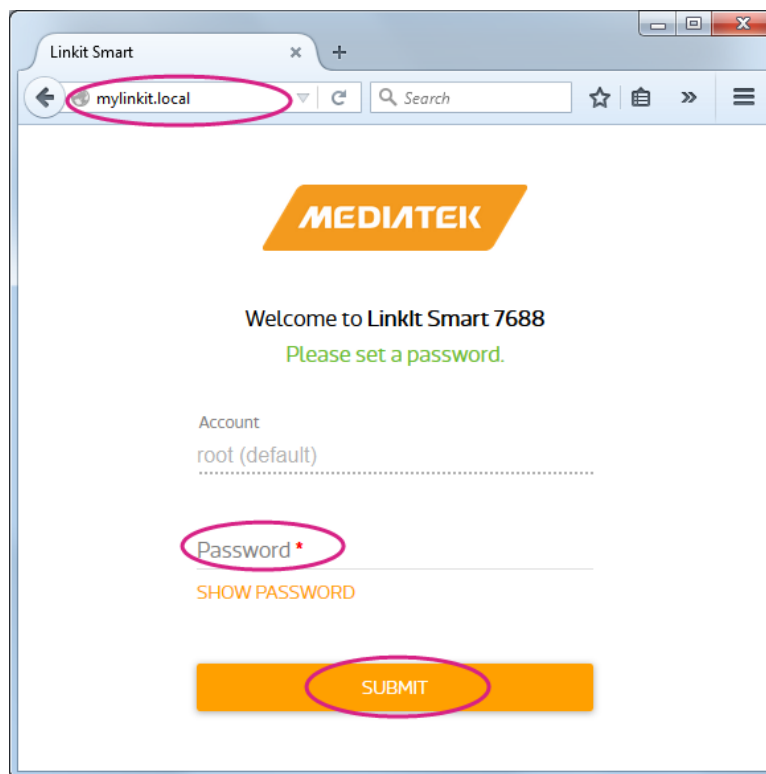 Linkit Smart
mylinkit.local
Search
MEDIATEK
Welcome to LinkIt Smart 7688
Please set a password.
Account
root (default)
Password *
SHOW PASSWORD
SUBMIT